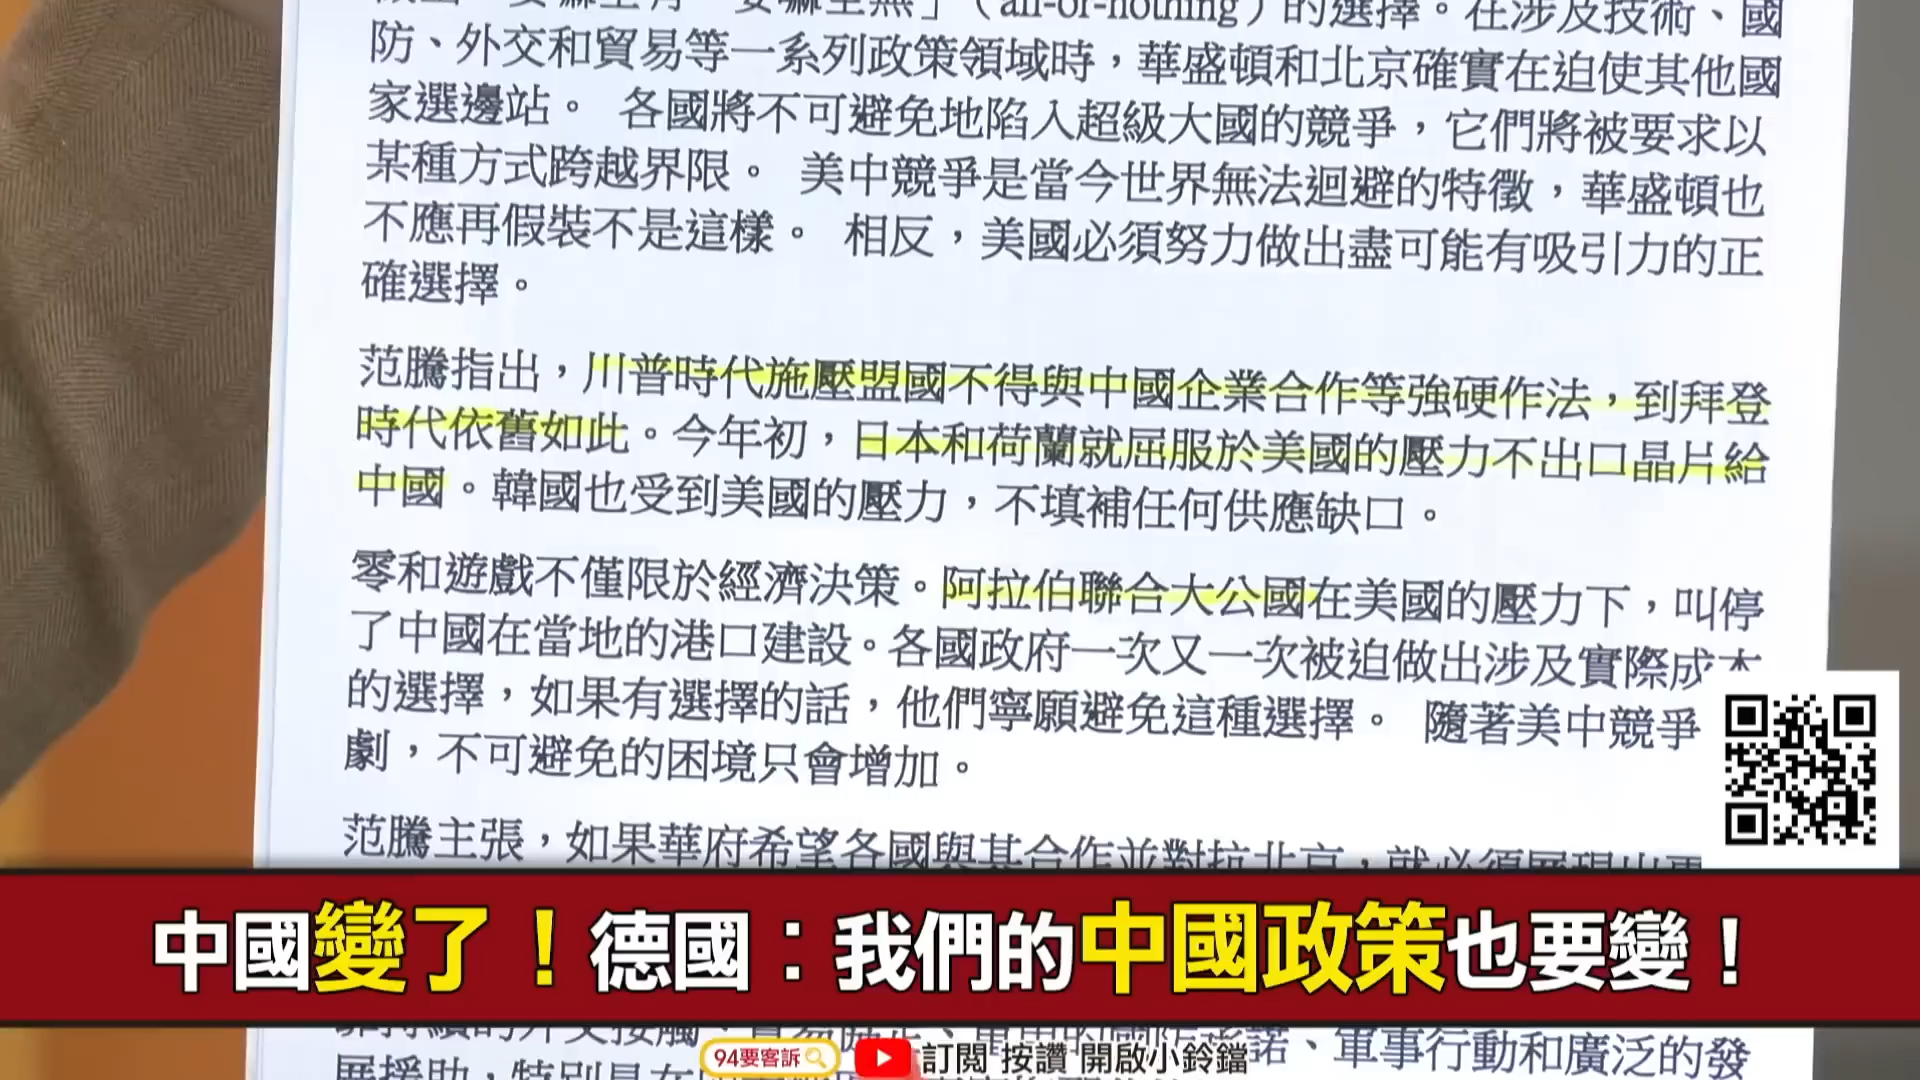 」（all-or-nothing）的選擇。在涉及技術、國
防、外交和貿易等一系列政策領域時，華盛頓和北京確實在迫使其他國
家選邊站。 各國將不可避免地陷入超級大國的競爭，它們將被要求以
某種方式跨越界限。 美中競爭是當今世界無法迴避的特徵，華盛頓也
不應再假裝不是這樣。 相反，美國必須努力做出盡可能有吸引力的正
確選擇。
范騰指出，川普時代施壓盟國不得與中國企業合作等強硬作法，到拜登
時代依舊如此。今年初，日本和荷蘭就屈服於美國的壓力不出口晶片給
中國。韓國也受到美國的壓力，不填補任何供應缺口。
零和遊戲不僅限於經濟決策。阿拉伯聯合大公國在美國的壓力下，叫停
了中國在當地的港口建設。各國政府一次又一次被迫做出涉及實際成本
的選擇，如果有選擇的話，他們寧願避免這種選擇。 隨著美中競爭
劇，不可避免的困境只會增加。
范騰主張，如果華府希望各國與其合作並對抗北京，就必須展現出更
中國變了！德國：我們的中國政策也要變！
諾、軍事行動和廣泛的發
展援助，特別是在
94要客訴
訂閱 按讚 開啟小鈴鐺